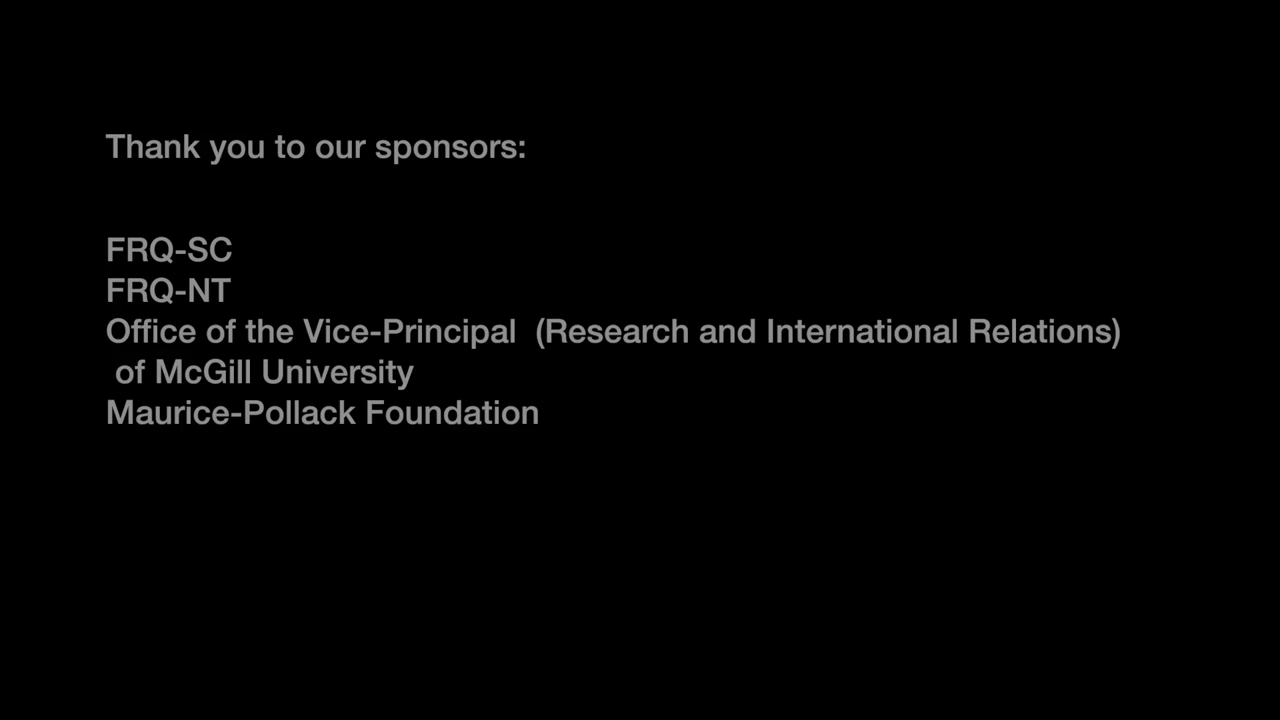 Thank you to our sponsors:
FRQ-SC
FRQ-NT
Office of the Vice-Principal  (Research and International Relations)
of McGill University
Maurice-Pollack Foundation